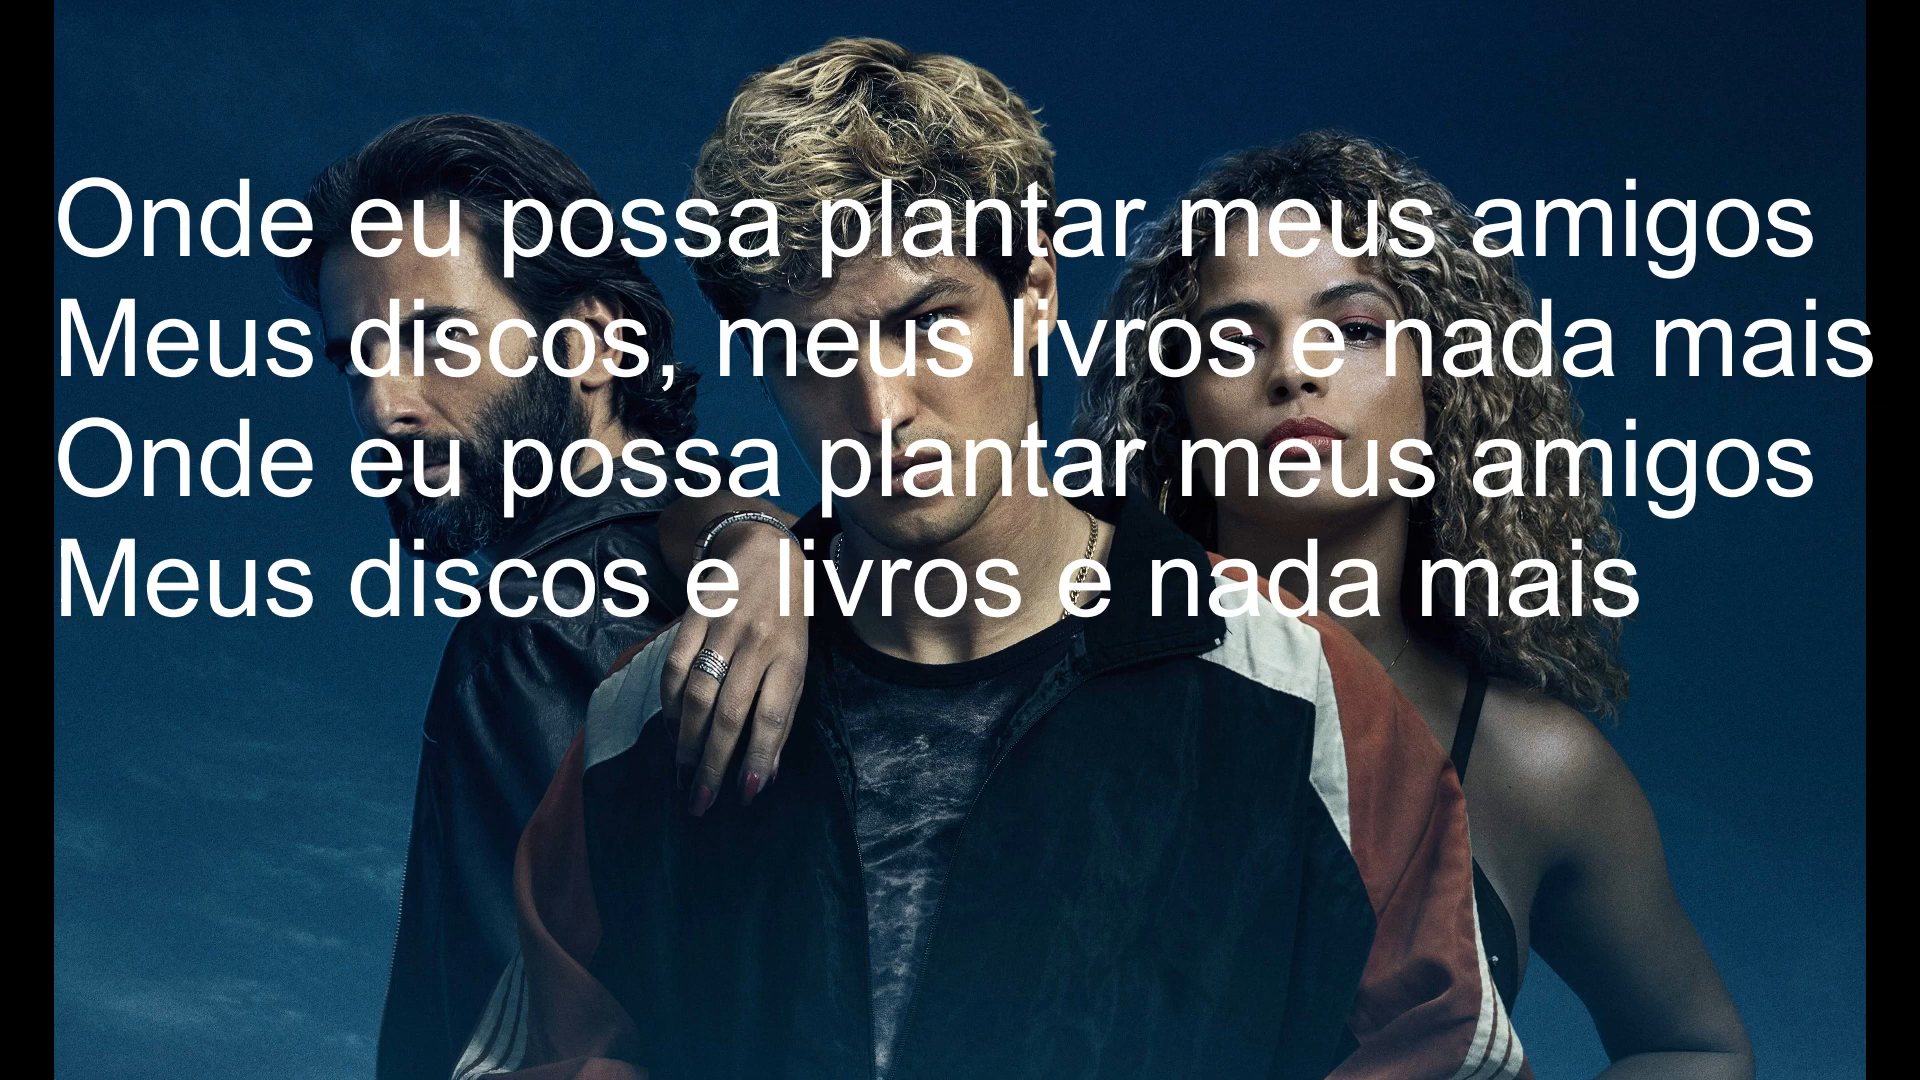 Onde eu possa plantar meus amigos
Meus discos, meus livros e nada mais
Onde eu possa plantar meus amigos
Meus discos e livros e nada mais